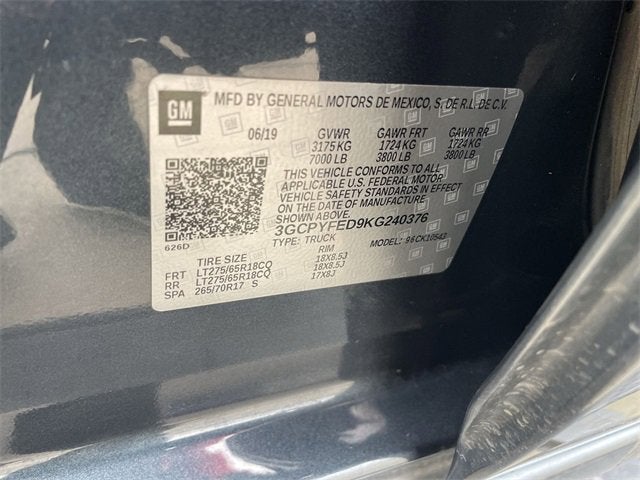 GM
MFD BY GENERAL MOTORS DE MEXICO, S. DE R.L. DE C.V.
06/19 GVWR GAWR FRT GAWR RR
3175 KG 1724 KG 1724 KG
7000 LB 3800 LB 3800 LB
THIS VEHICLE CONFORMS TO ALL
APPLICABLE U.S. FEDERAL MOTOR
VEHICLE SAFETY STANDARDS IN EFFECT
ON THE DATE OF MANUFACTURE
3GCPYFED9KG240376
TYPE: TRUCK MODEL: 96CK10543
626D
TIRE SIZE RIM
FRT LT275/65R18CQ 18X8.5J
RR LT275/65R18CQ 18X8.5J
SPA 265/70R17 S 17X8J